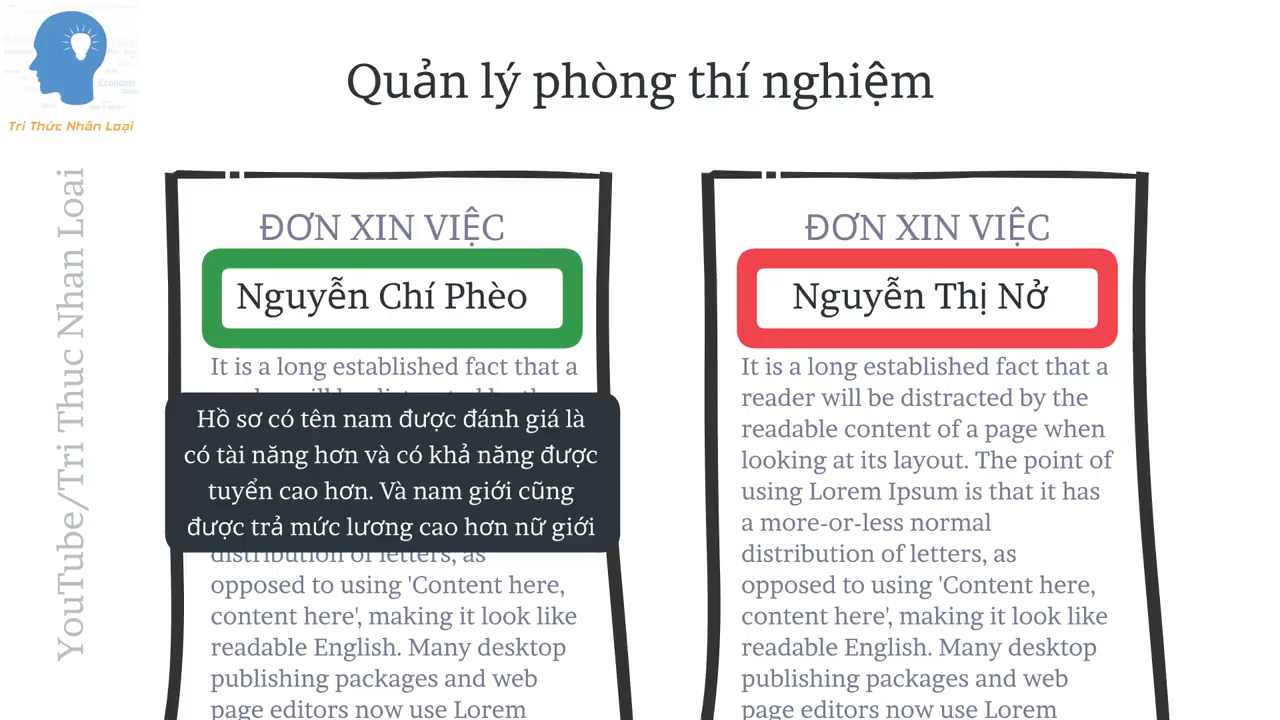 Tri Thức Nhân Loại
YouTube/Tri Thuc Nhan Loai
Quản lý phòng thí nghiệm
ĐƠN XIN VIỆC
Nguyễn Chí Phèo
It is a long established fact that a
Hồ sơ có tên nam được đánh giá là
có tài năng hơn và có khả năng được
tuyển cao hơn. Và nam giới cũng
được trả mức lương cao hơn nữ giới
distribution of letters, as
opposed to using 'Content here,
content here', making it look like
readable English. Many desktop
publishing packages and web
page editors now use Lorem
ĐƠN XIN VIỆC
Nguyễn Thị Nở
It is a long established fact that a
reader will be distracted by the
readable content of a page when
looking at its layout. The point of
using Lorem Ipsum is that it has
a more-or-less normal
distribution of letters, as
opposed to using 'Content here,
content here', making it look like
readable English. Many desktop
publishing packages and web
page editors now use Lorem